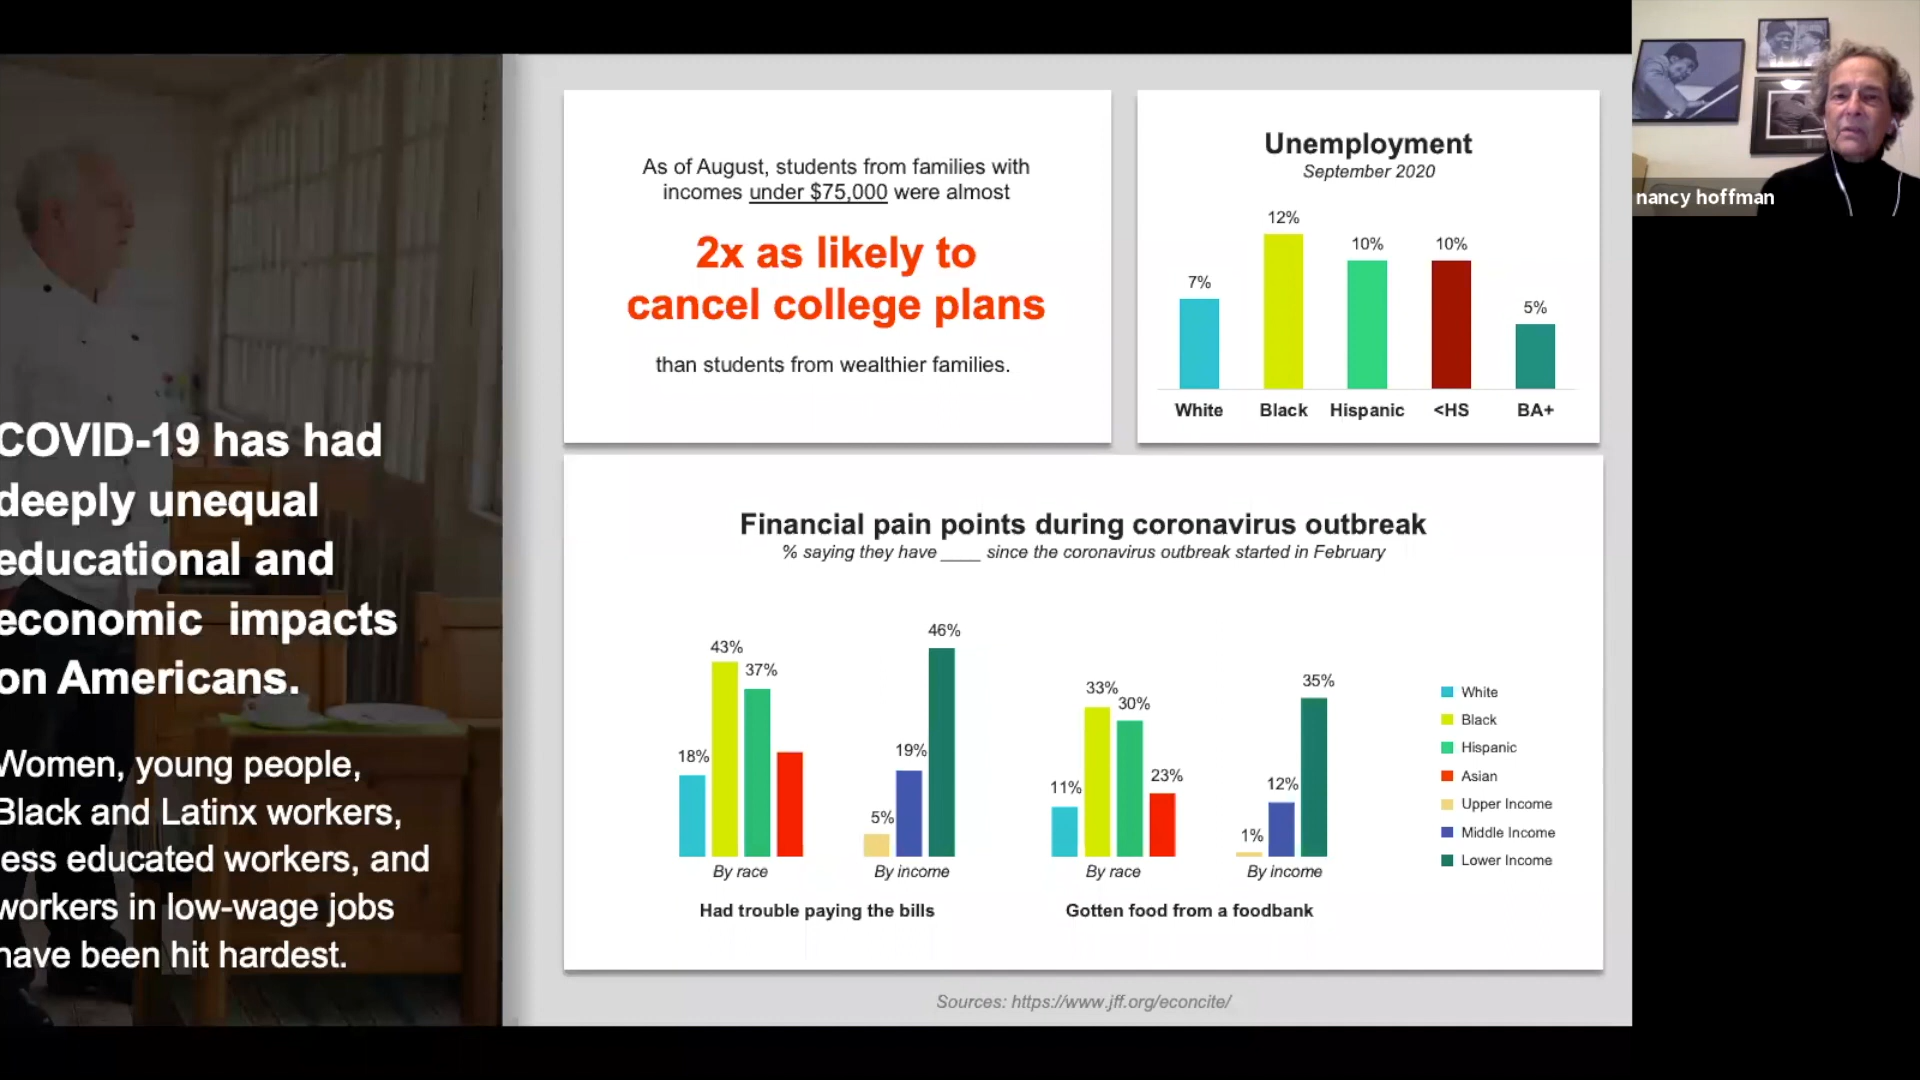 COVID-19 has had
deeply unequal
educational and
economic impacts
on Americans.
Women, young people,
Black and Latinx workers,
less educated workers, and
workers in low-wage jobs
have been hit hardest.
As of August, students from families with
incomes under $75,000 were almost
2x as likely to
cancel college plans
than students from wealthier families.
Unemployment
September 2020
7% 12% 10% 10% 5%
White Black Hispanic <HS BA+
Financial pain points during coronavirus outbreak
% saying they have ____ since the coronavirus outbreak started in February
18% 43% 37% 5% 19% 46% 11% 33% 30% 23% 1% 12% 35%
By race By income By race By income
Had trouble paying the bills Gotten food from a foodbank
White
Black
Hispanic
Asian
Upper Income
Middle Income
Lower Income
Sources: https://www.jff.org/econcite/
nancy hoffman